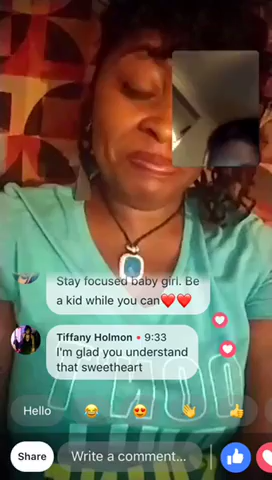 Stay focused baby girl. Be
a kid while you can❤️❤️
Tiffany Holmon • 9:33
I'm glad you understand
that sweetheart
Hello
Share
Write a comment...